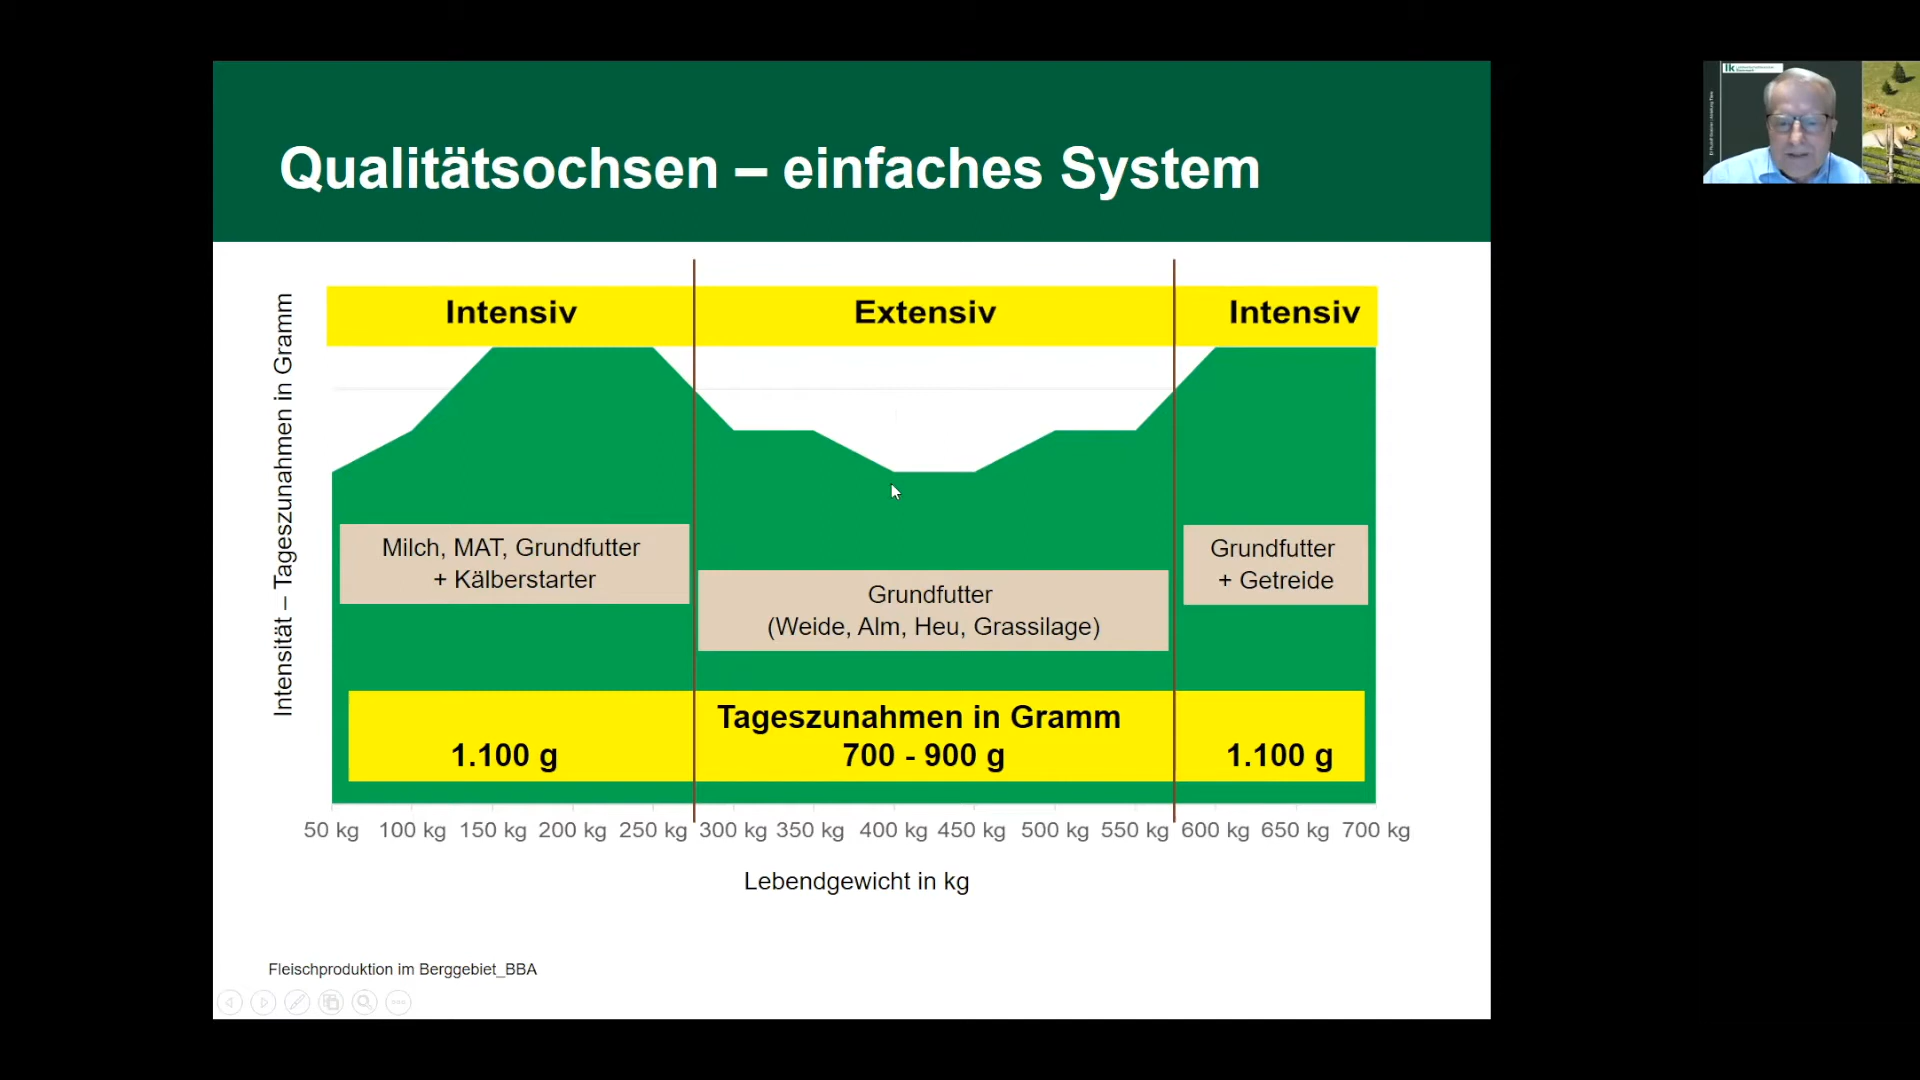 Qualitätsochsen – einfaches System
Intensiv
Extensiv
Intensiv
Intensität – Tageszunahmen in Gramm
Milch, MAT, Grundfutter
+ Kälberstarter
Grundfutter
(Weide, Alm, Heu, Grassilage)
Grundfutter
+ Getreide
Tageszunahmen in Gramm
1.100 g
700 - 900 g
1.100 g
50 kg 100 kg 150 kg 200 kg 250 kg 300 kg 350 kg 400 kg 450 kg 500 kg 550 kg 600 kg 650 kg 700 kg
Lebendgewicht in kg
Fleischproduktion im Berggebiet_BBA
lk